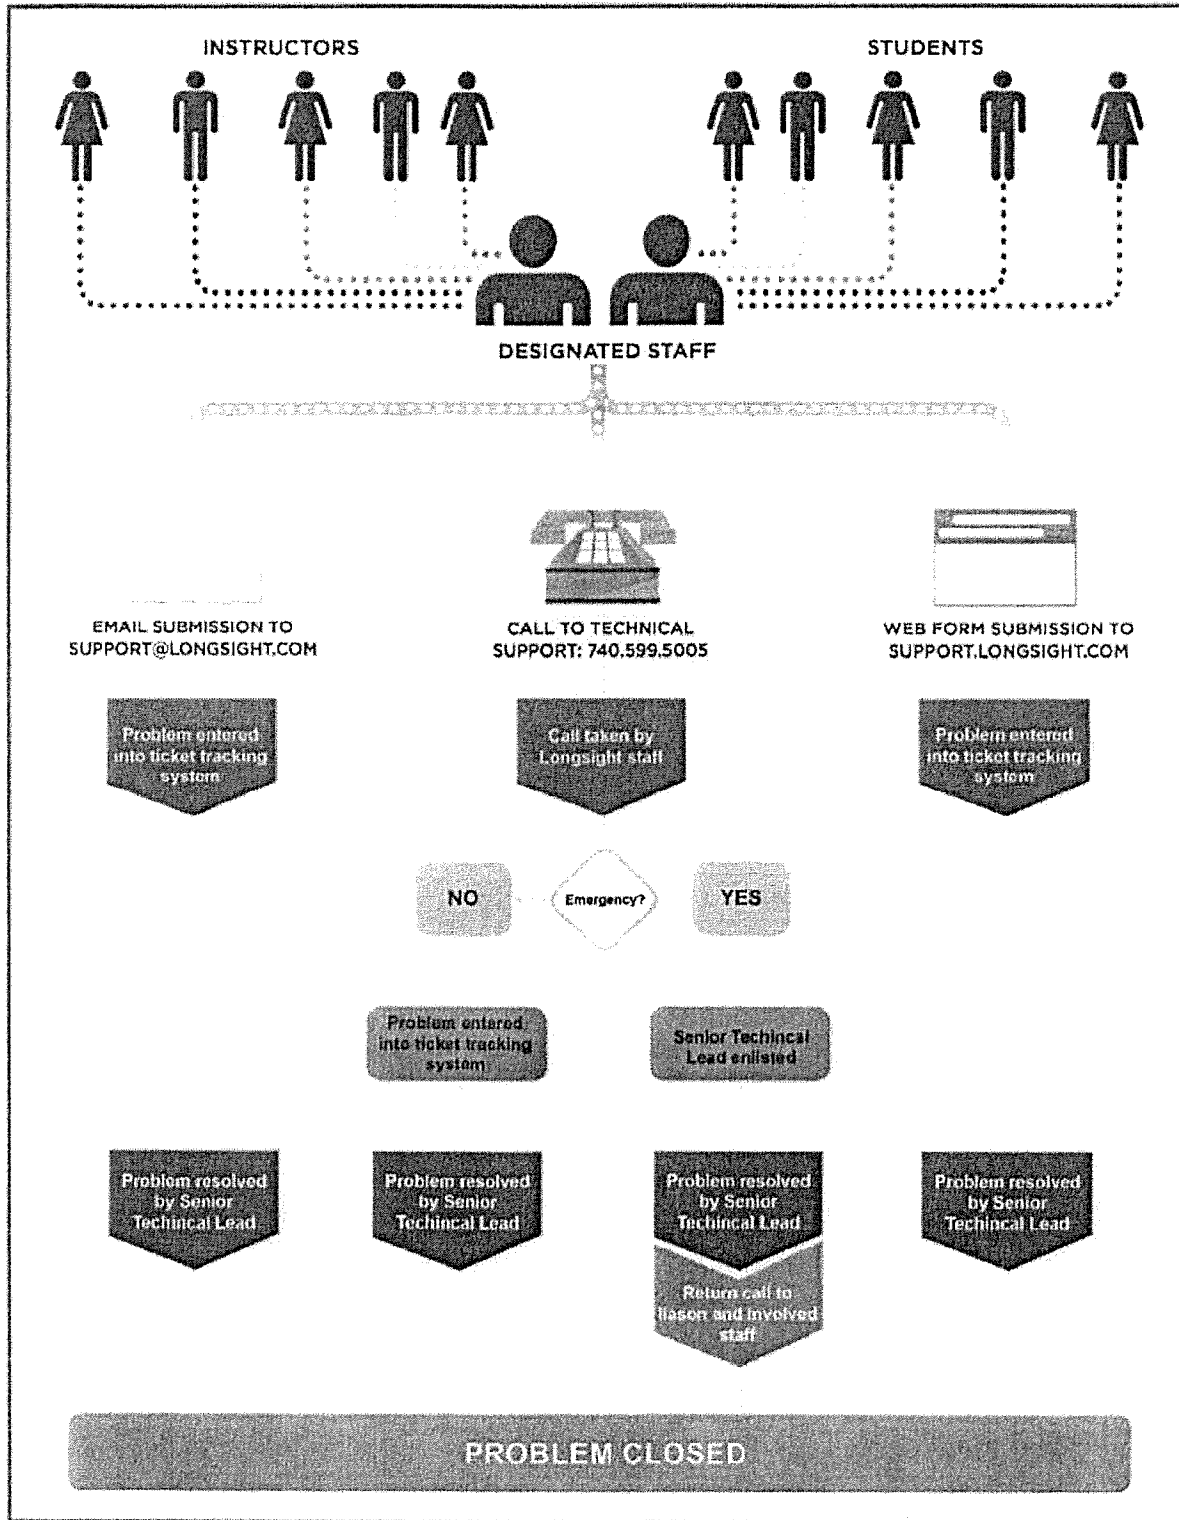 INSTRUCTORS
STUDENTS
DESIGNATED STAFF
EMAIL SUBMISSION TO
SUPPORT@LONGSIGHT.COM
CALL TO TECHNICAL
SUPPORT: 740.599.5005
WEB FORM SUBMISSION TO
SUPPORT.LONGSIGHT.COM
Problem entered
into ticket tracking
system
Call taken by
Longsight staff
Problem entered
into ticket tracking
system
NO
Emergency?
YES
Problem entered
into ticket tracking
system
Senior Techincal
Lead enlisted
Problem resolved
by Senior
Techincal Lead
Problem resolved
by Senior
Techincal Lead
Problem resolved
by Senior
Techincal Lead
Problem resolved
by Senior
Techincal Lead
Return call to
liason and involved
staff
PROBLEM CLOSED